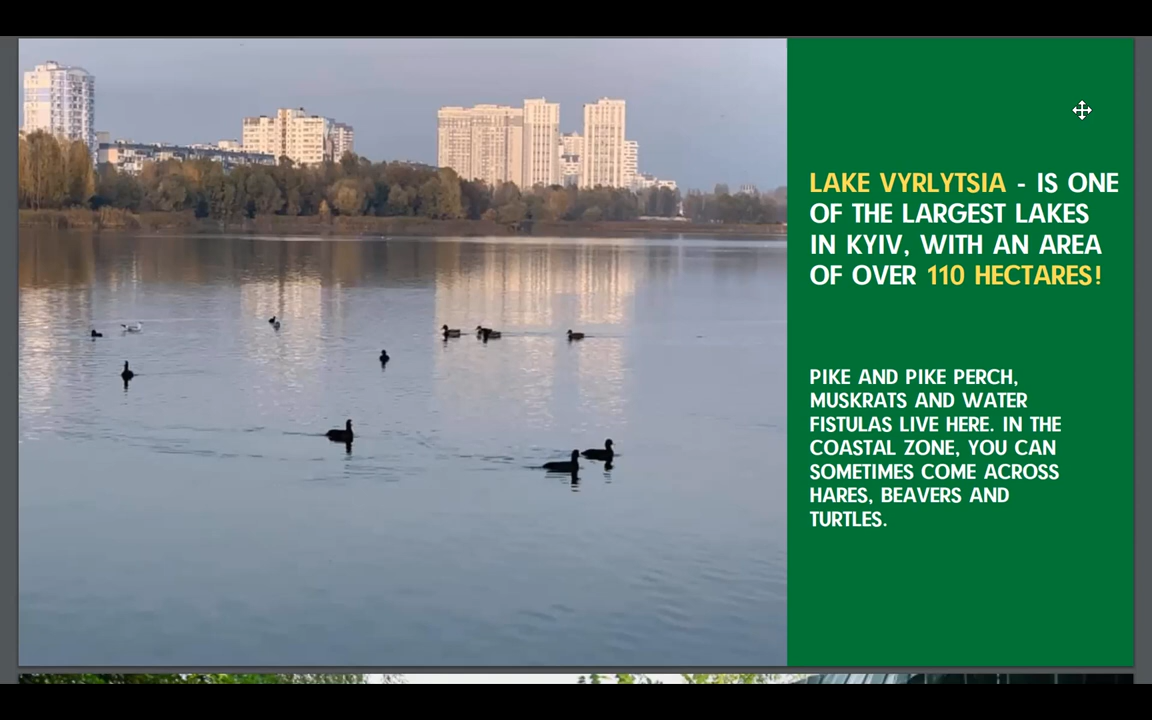 LAKE VYRLYTSIA - IS ONE
OF THE LARGEST LAKES
IN KYIV, WITH AN AREA
OF OVER 110 HECTARES!
PIKE AND PIKE PERCH,
MUSKRATS AND WATER
FISTULAS LIVE HERE. IN THE
COASTAL ZONE, YOU CAN
SOMETIMES COME ACROSS
HARES, BEAVERS AND
TURTLES.